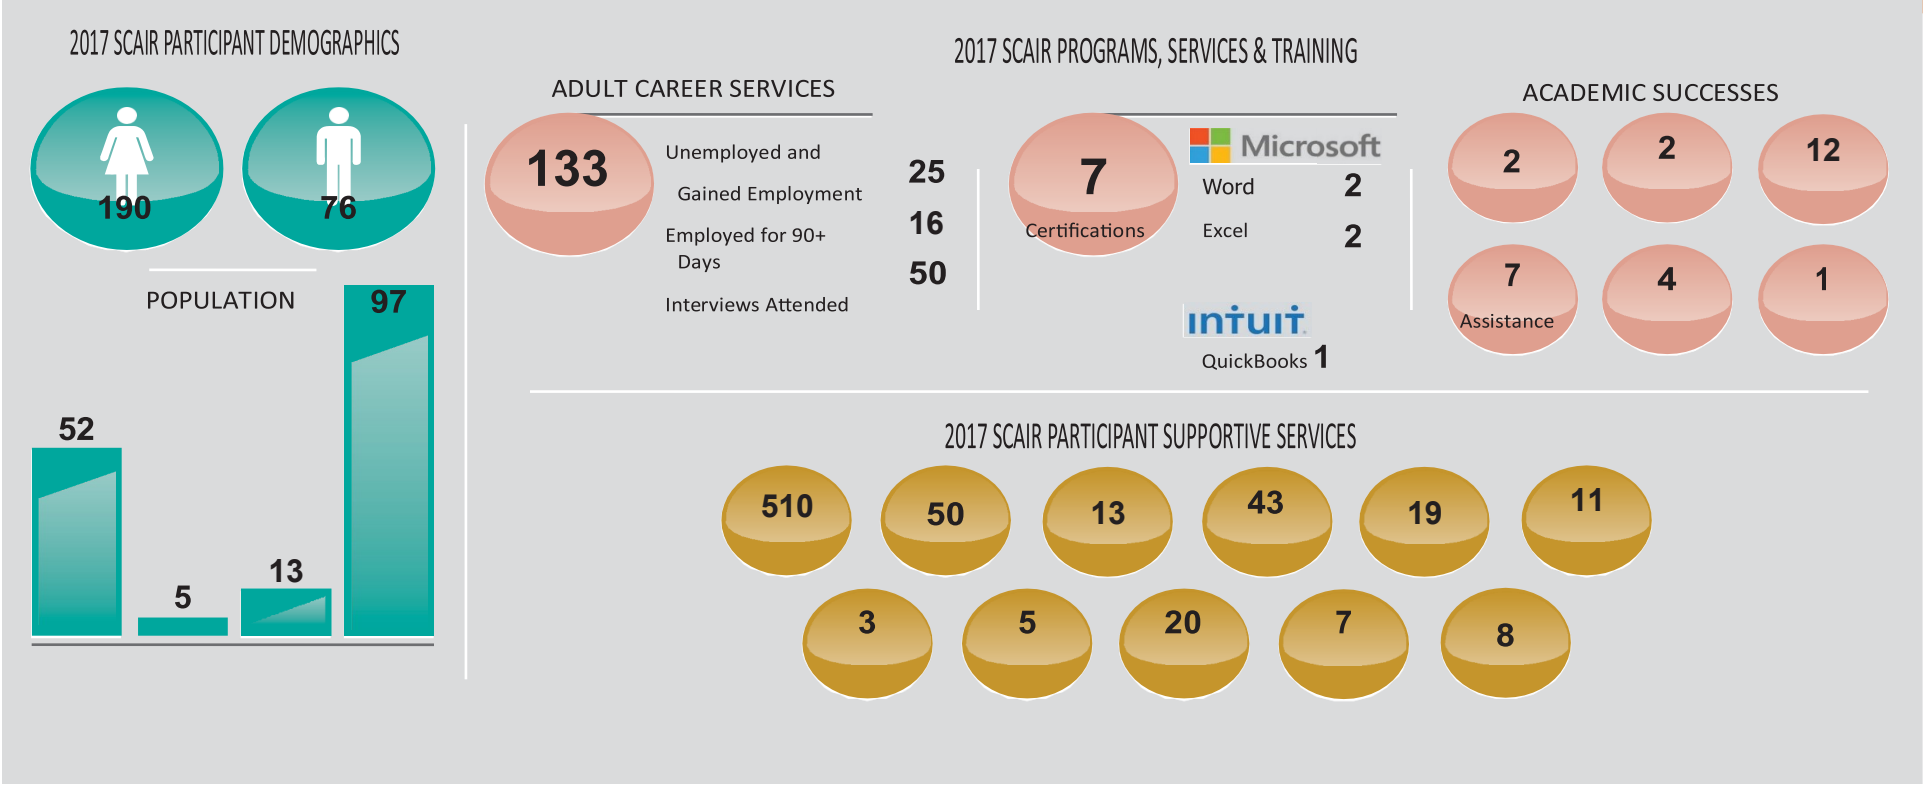 2017 SCAIR PARTICIPANT DEMOGRAPHICS
190
76
POPULATION
52
5
13
97
2017 SCAIR PROGRAMS, SERVICES & TRAINING
ADULT CAREER SERVICES
133
Unemployed and
Gained Employment
Employed for 90+
Days
Interviews Attended
25
16
50
7
Certifications
Microsoft
Word 2
Excel 2
intuit
QuickBooks 1
ACADEMIC SUCCESSES
2
2
12
7
Assistance
4
1
2017 SCAIR PARTICIPANT SUPPORTIVE SERVICES
510
50
13
43
19
11
3
5
20
7
8